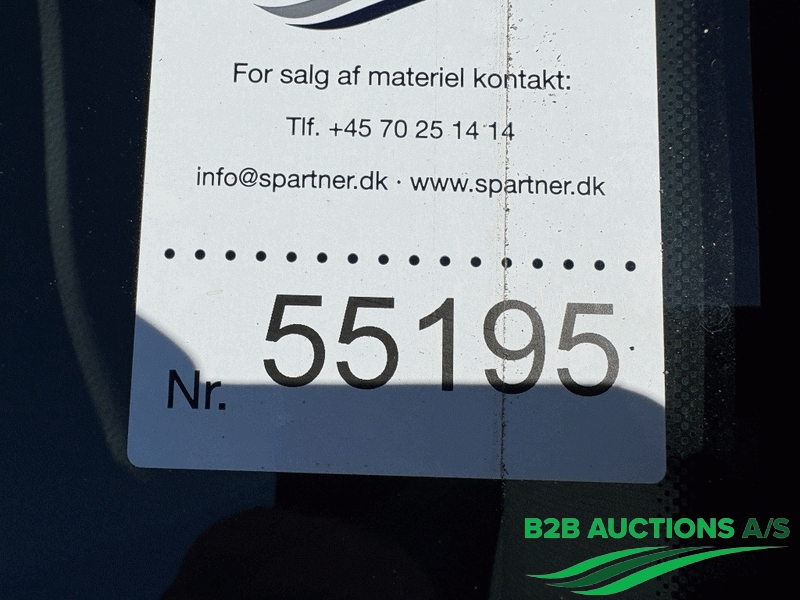 For salg af materiel kontakt:
Tlf. +45 70 25 14 14
info@spartner.dk · www.spartner.dk
Nr. 55195
B2B AUCTIONS A/S